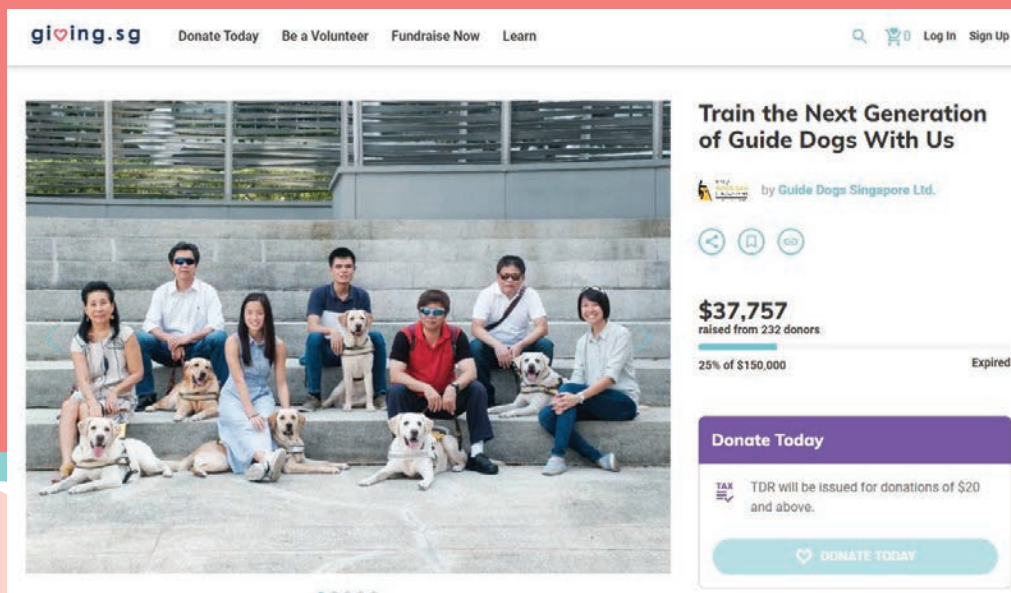 giving.sg Donate Today Be a Volunteer Fundraise Now Learn 0 Log In Sign Up
Train the Next Generation
of Guide Dogs With Us
by Guide Dogs Singapore Ltd.
$37,757
raised from 232 donors
25% of $150,000 Expired
Donate Today
TAX TDR will be issued for donations of $20
and above.
DONATE TODAY